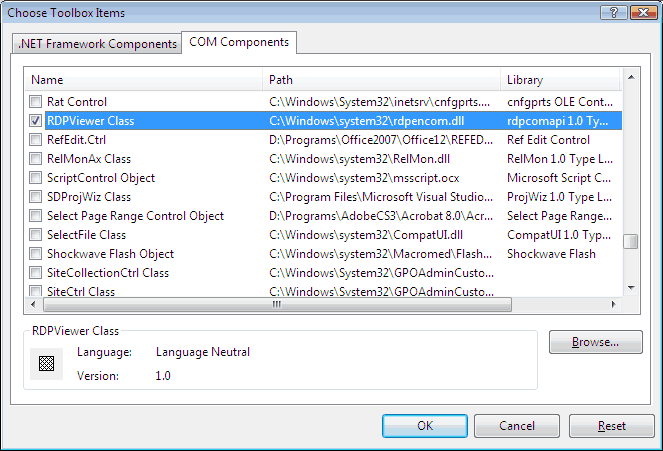 Choose Toolbox Items
.NET Framework Components COM Components
Name Path Library
Rat Control C:\Windows\System32\inetsrv\cnfgprts.... cnfgprts OLE Cont...
RDPViewer Class C:\Windows\system32\rdpencom.dll rdpcomapi 1.0 Ty...
RefEdit.Ctrl D:\Programs\Office2007\Office12\REFED... Ref Edit Control
RelMonAx Class C:\Windows\system32\RelMon.dll RelMon 1.0 Type L...
ScriptControl Object C:\Windows\system32\msscript.ocx Microsoft Script C...
SDProjWiz Class C:\Program Files\Microsoft Visual Studio... ProjWiz 1.0 Type L...
Select Page Range Control Object D:\Programs\AdobeCS3\Acrobat 8.0\Acr... Select Page Range...
SelectFile Class C:\Windows\system32\CompatUI.dll CompatUI 1.0 Typ...
Shockwave Flash Object C:\Windows\system32\Macromed\Flash... Shockwave Flash
SiteCollectionCtrl Class C:\Windows\System32\GPOAdminCusto...
SiteCtrl Class C:\Windows\System32\GPOAdminCusto...
RDPViewer Class
Language: Language Neutral
Version: 1.0
Browse...
OK Cancel Reset